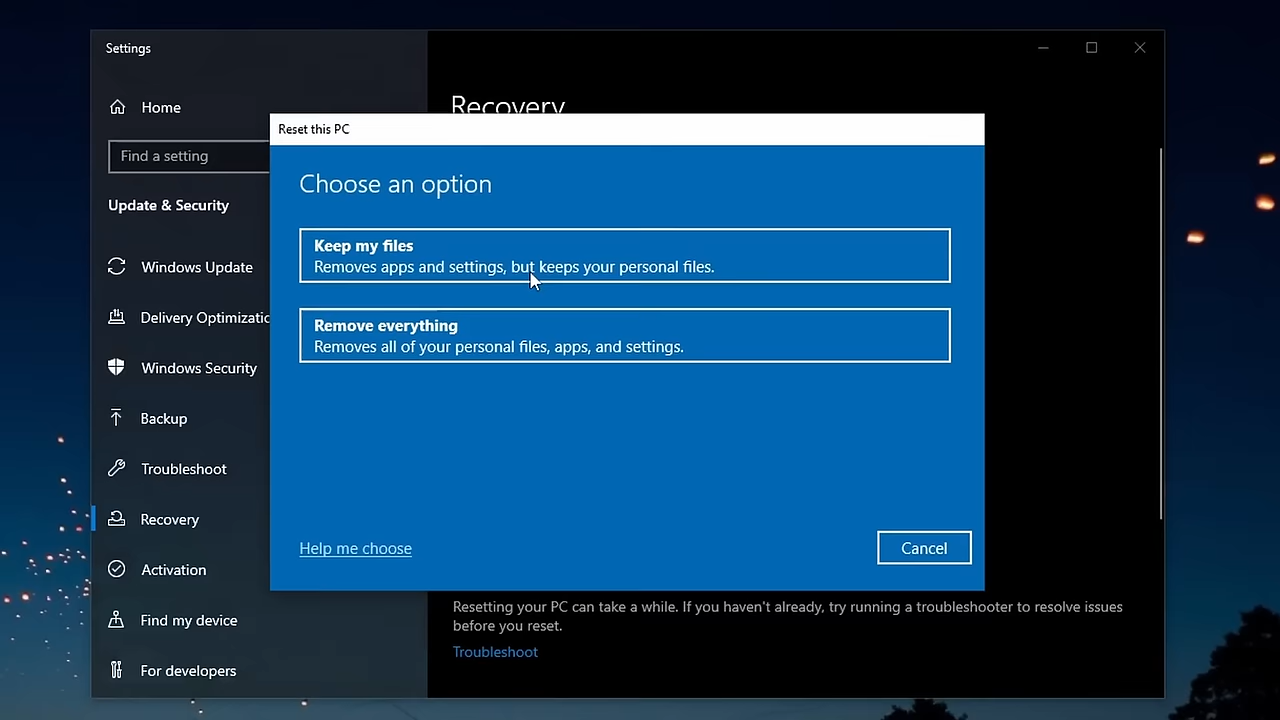 Settings
Home
Find a setting
Update & Security
Windows Update
Delivery Optimizatio
Windows Security
Backup
Troubleshoot
Recovery
Activation
Find my device
For developers
Recovery
Reset this PC
Choose an option
Keep my files
Removes apps and settings, but keeps your personal files.
Remove everything
Removes all of your personal files, apps, and settings.
Help me choose
Cancel
Resetting your PC can take a while. If you haven't already, try running a troubleshooter to resolve issues
before you reset.
Troubleshoot